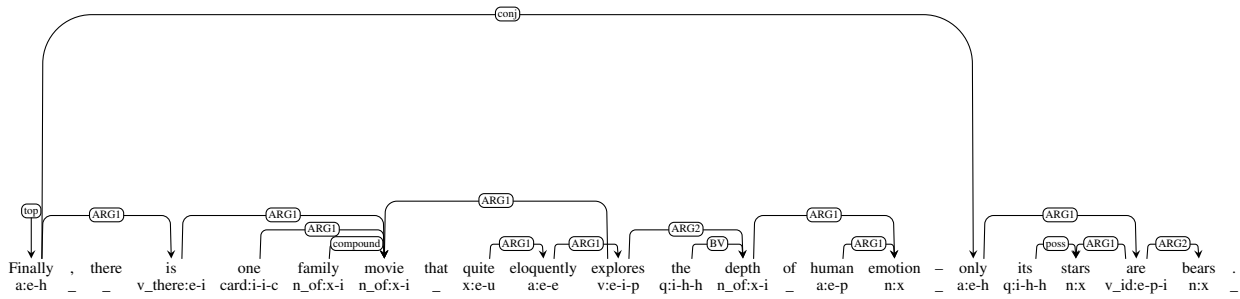 conj
top ARG1 ARG1 ARG1 compound ARG1 ARG1 ARG1 ARG2 BV ARG1 ARG1 ARG1 poss ARG1 ARG2
Finally , there is one family movie that quite eloquently explores the depth of human emotion – only its stars are bears .
a:e-h _ _ v_there:e-i card:i-i-c n_of:x-i n_of:x-i _ x:e-u a:e-e v:e-i-p q:i-h-h n_of:x-i _ a:e-p n:x _ a:e-h q:i-h-h n:x v_id:e-p-i n:x _